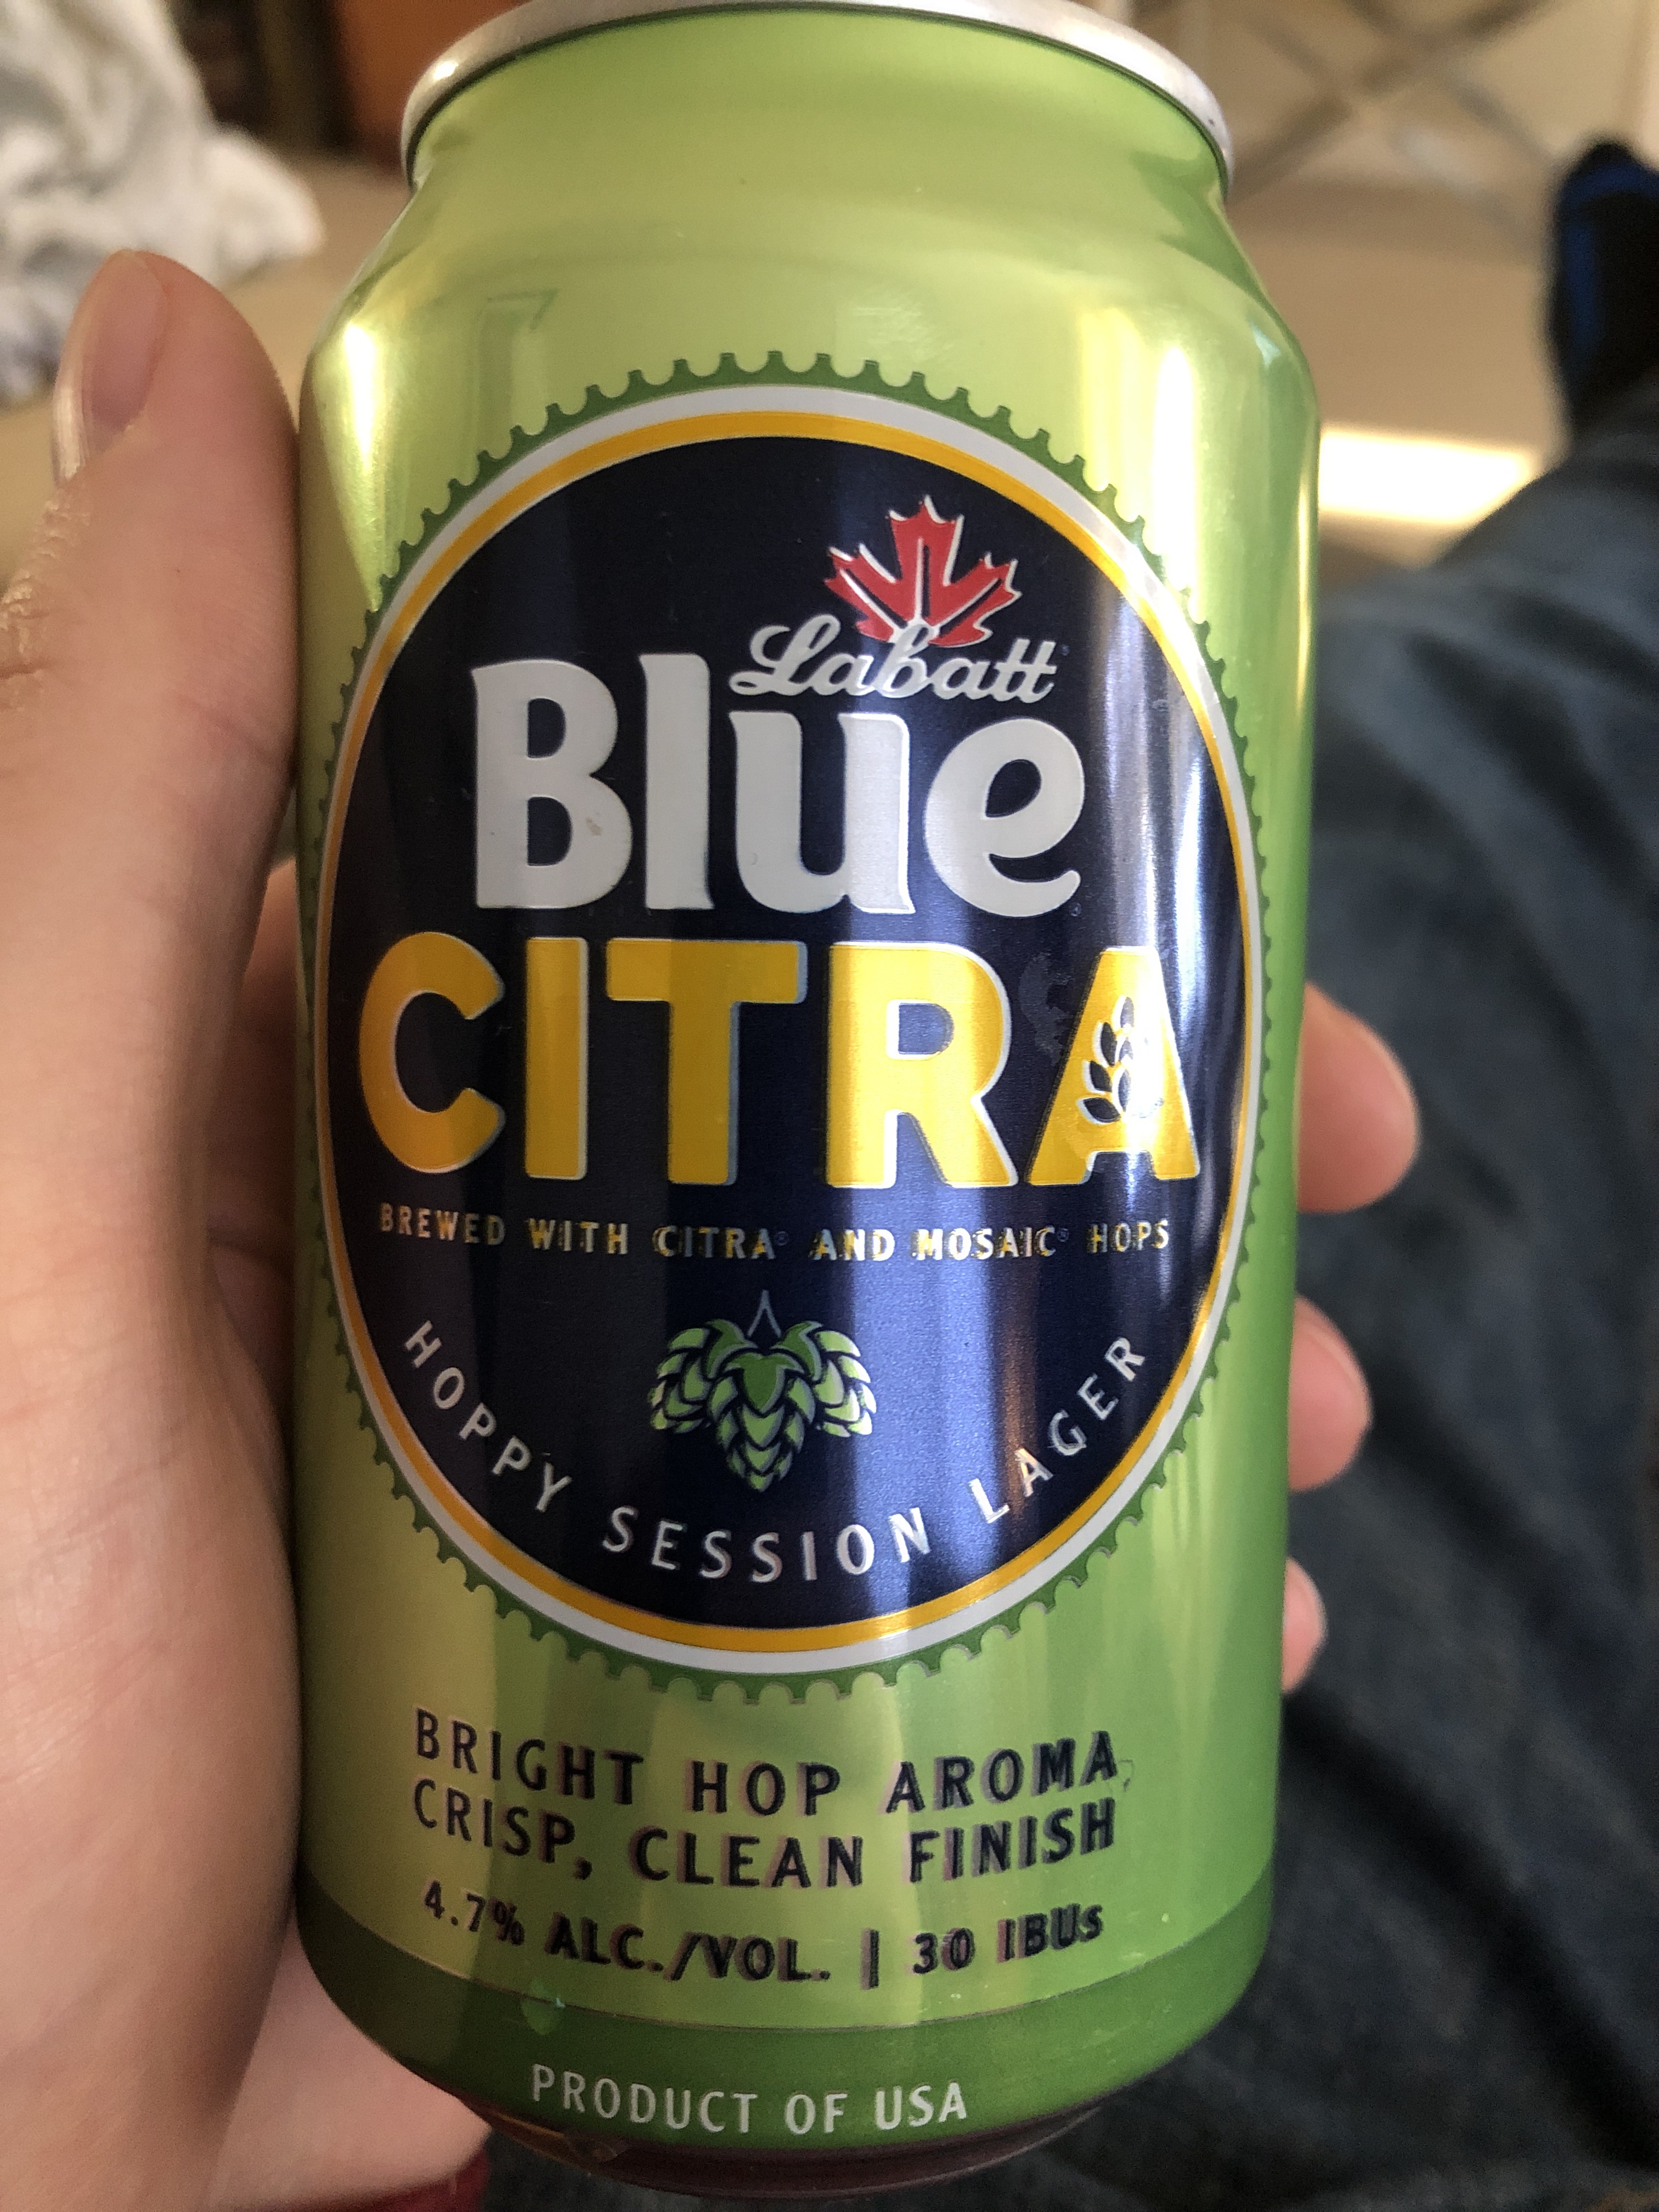 Labatt
Blue
CITRA
BREWED WITH CITRA® AND MOSAIC® HOPS
HOPPY SESSION LAGER
BRIGHT HOP AROMA
CRISP, CLEAN FINISH
4.7% ALC./VOL. | 30 IBUs
PRODUCT OF USA